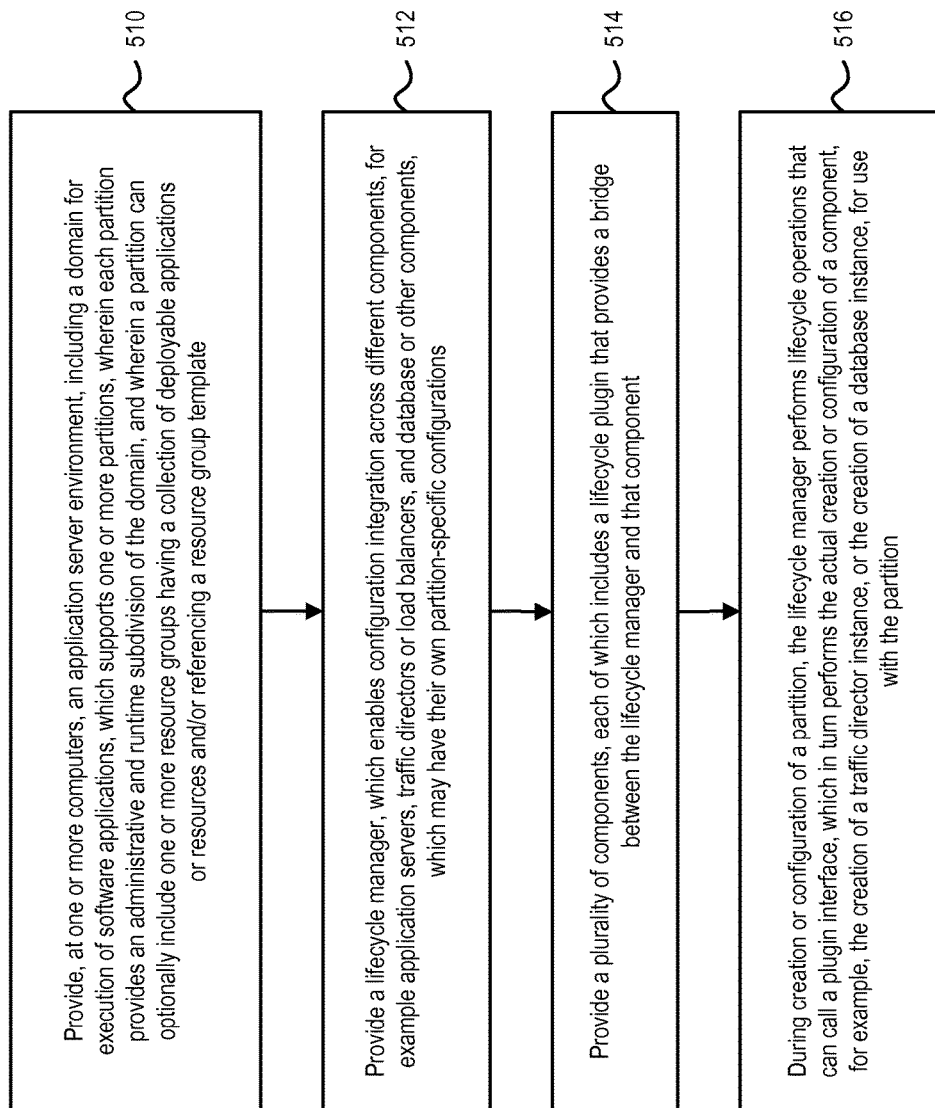 Provide, at one or more computers, an application server environment, including a domain for
execution of software applications, which supports one or more partitions, wherein each partition
provides an administrative and runtime subdivision of the domain, and wherein a partition can
optionally include one or more resource groups having a collection of deployable applications
or resources and/or referencing a resource group template
510
Provide a lifecycle manager, which enables configuration integration across different components, for
example application servers, traffic directors or load balancers, and database or other components,
which may have their own partition-specific configurations
512
Provide a plurality of components, each of which includes a lifecycle plugin that provides a bridge
between the lifecycle manager and that component
514
During creation or configuration of a partition, the lifecycle manager performs lifecycle operations that
can call a plugin interface, which in turn performs the actual creation or configuration of a component,
for example, the creation of a traffic director instance, or the creation of a database instance, for use
with the partition
516